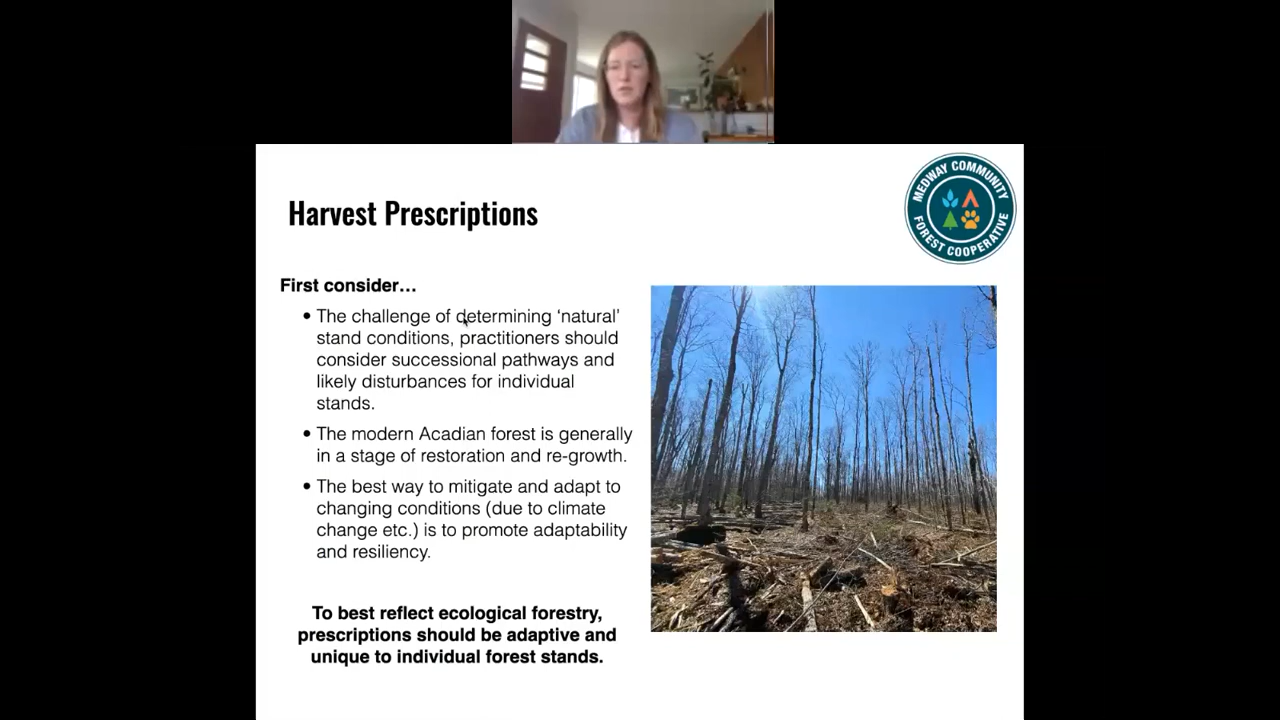 MEDWAY COMMUNITY
FOREST COOPERATIVE
Harvest Prescriptions
First consider…
• The challenge of determining ‘natural’
stand conditions, practitioners should
consider successional pathways and
likely disturbances for individual
stands.
• The modern Acadian forest is generally
in a stage of restoration and re-growth.
• The best way to mitigate and adapt to
changing conditions (due to climate
change etc.) is to promote adaptability
and resiliency.
To best reflect ecological forestry,
prescriptions should be adaptive and
unique to individual forest stands.